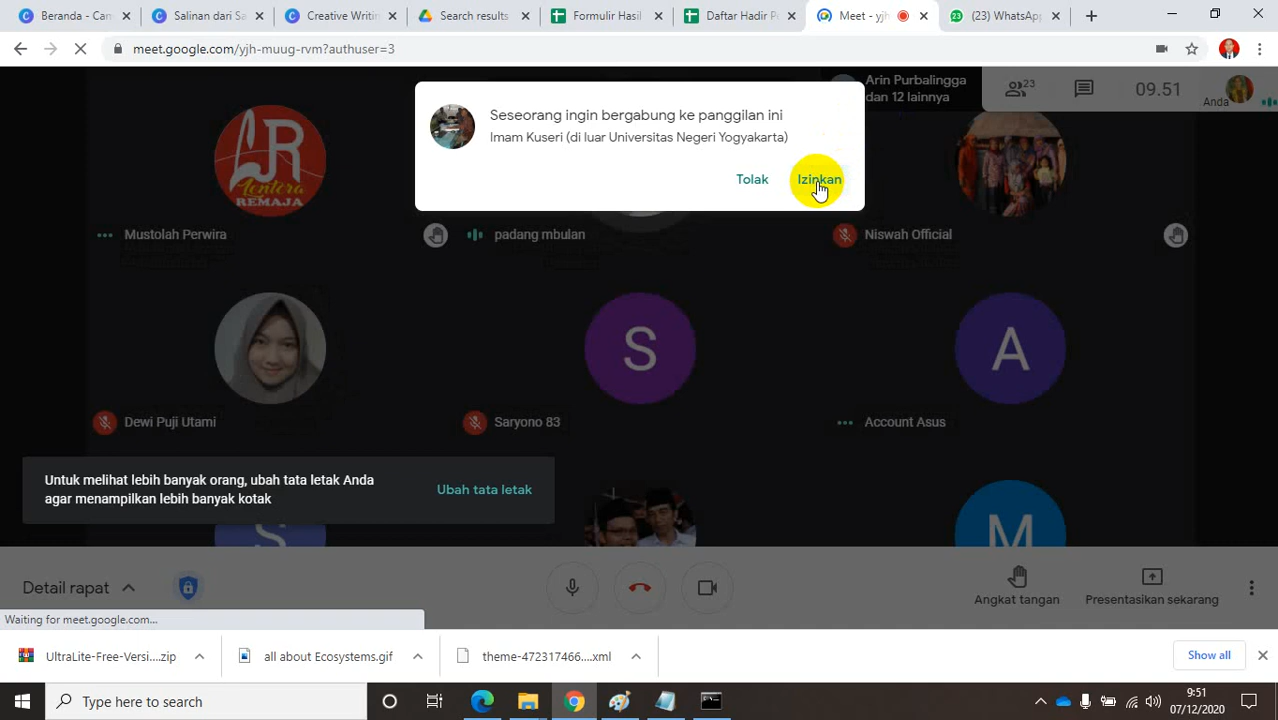 Beranda - Can
Salinan dari Sa
Creative Writin
Search results
Formulir Hasil
Daftar Hadir Pe
Meet - yjh
23
(23) WhatsApp
meet.google.com/yjh-muug-rvm?authuser=3
Arin Purbalingga
dan 12 lainnya
23
09.51
Anda
Seseorang ingin bergabung ke panggilan ini
Imam Kuseri (di luar Universitas Negeri Yogyakarta)
Tolak
Izinkan
LR
Lentera
REMAJA
Mustolah Perwira
padang mbulan
Niswah Official
S
A
Dewi Puji Utami
Saryono 83
Account Asus
Untuk melihat lebih banyak orang, ubah tata letak Anda
agar menampilkan lebih banyak kotak
Ubah tata letak
S
M
Detail rapat
Angkat tangan
Presentasikan sekarang
Waiting for meet.google.com...
UltraLite-Free-Versi....zip
all about Ecosystems.gif
theme-472317466....xml
Show all
Type here to search
9:51
07/12/2020